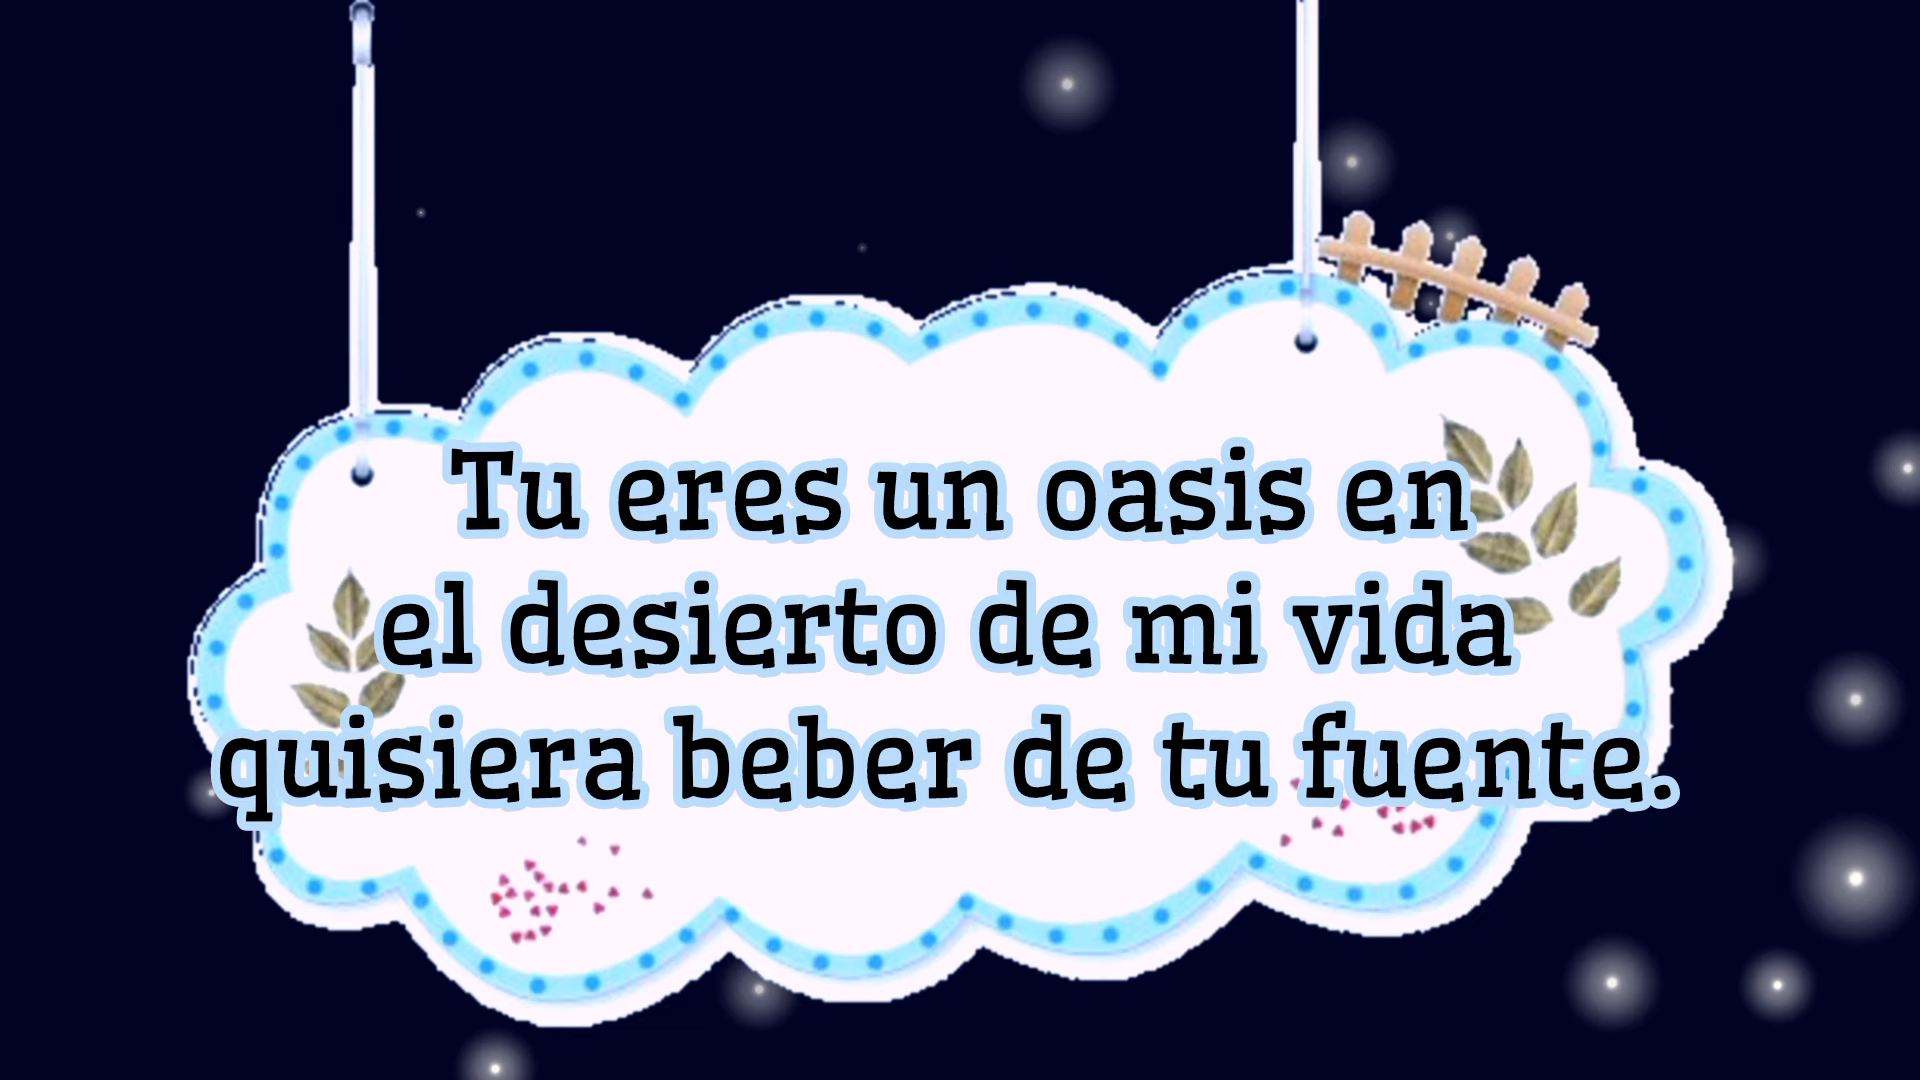 Tu eres un oasis en
el desierto de mi vida
quisiera beber de tu fuente.